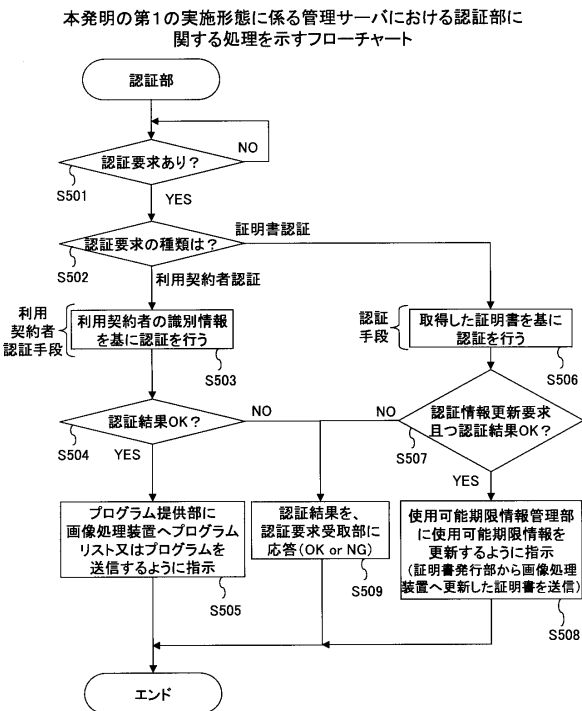 本発明の第1の実施形態に係る管理サーバにおける認証部に
関する処理を示すフローチャート
認証部
認証要求あり？
NO
S501
YES
認証要求の種類は？
証明書認証
S502
利用契約者認証
利用
契約者
認証手段
利用契約者の識別情報
を基に認証を行う
S503
認証
手段
取得した証明書を基に
認証を行う
S506
認証結果OK？
NO
S504
YES
NO
認証情報更新要求
且つ認証結果OK？
S507
YES
プログラム提供部に
画像処理装置へプログラム
リスト又はプログラムを
送信するように指示
S505
認証結果を、
認証要求受取部に
応答(OK or NG)
S509
使用可能期限情報管理部
に使用可能期限情報を
更新するように指示
(証明書発行部から画像処理
装置へ更新した証明書を送信)
S508
エンド